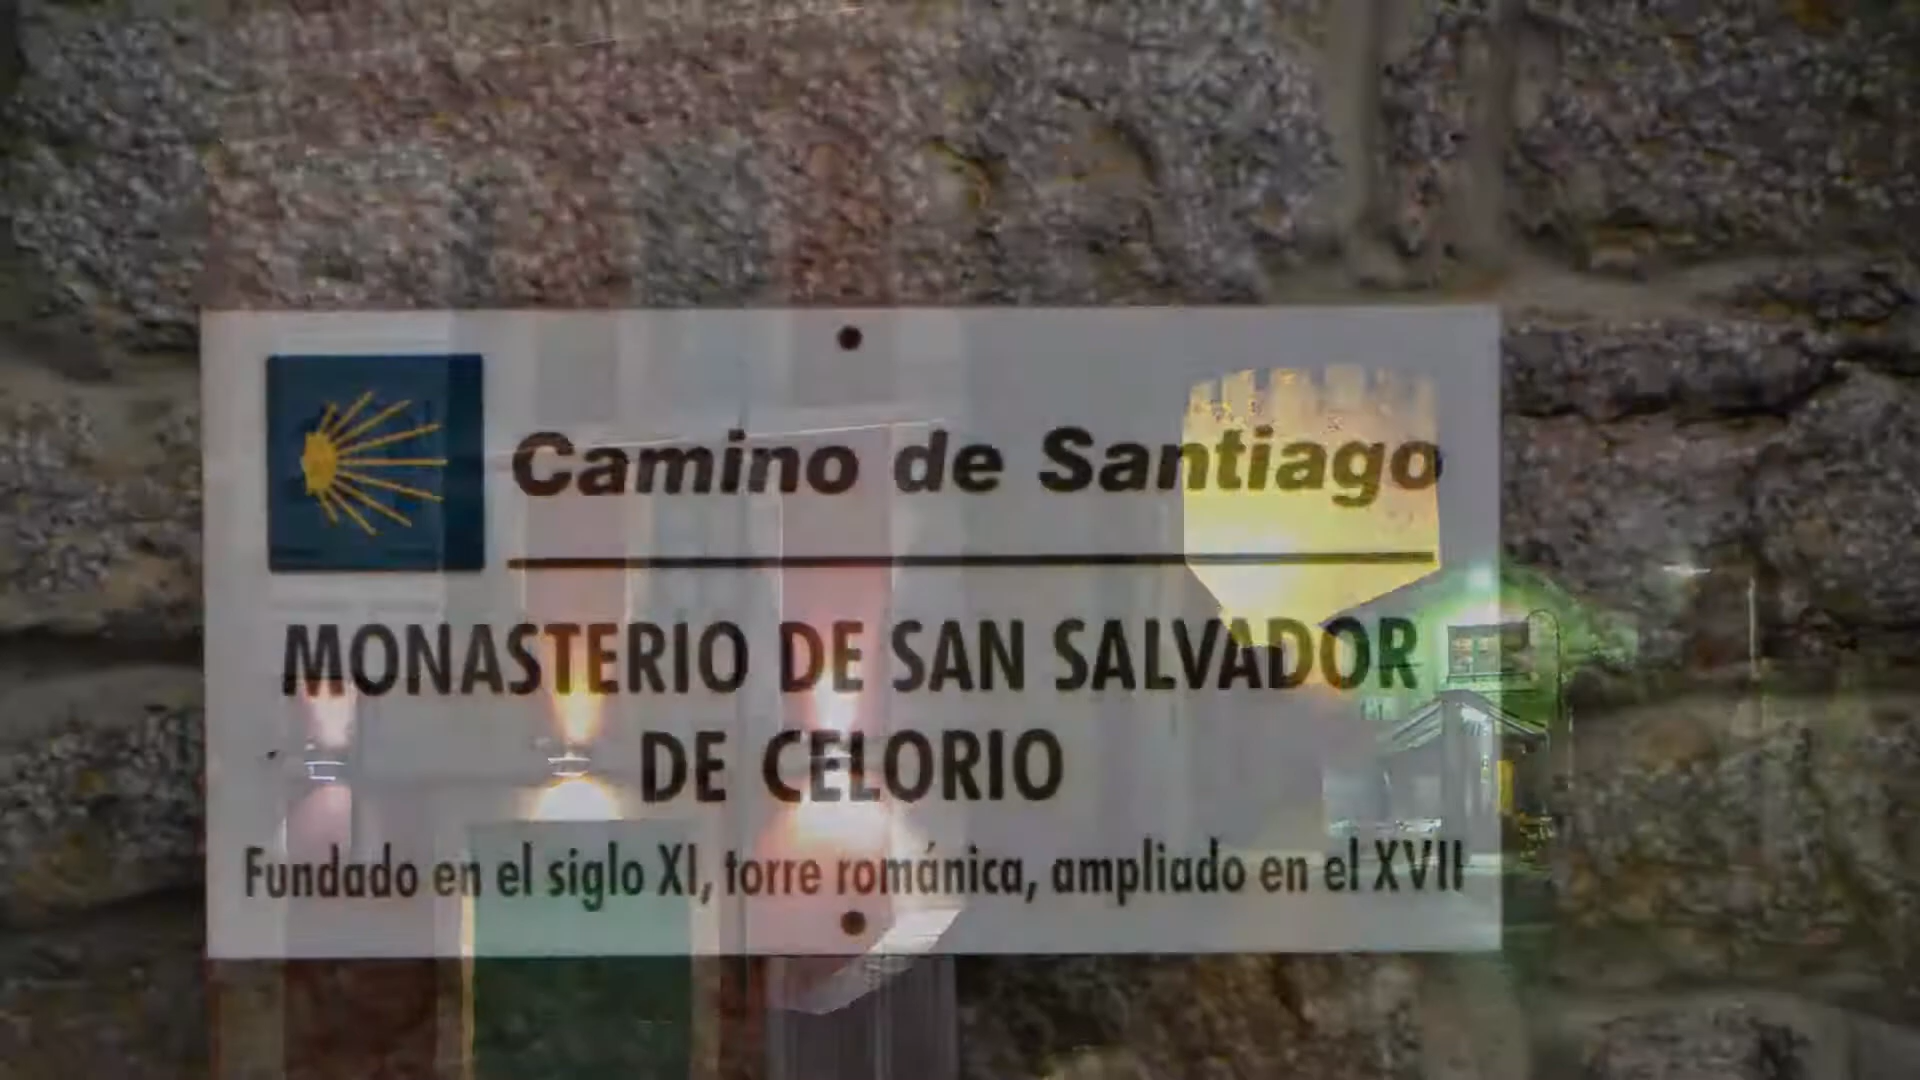 Camino de Santiago
MONASTERIO DE SAN SALVADOR
DE CELORIO
Fundado en el siglo XI, torre románica, ampliado en el XVII